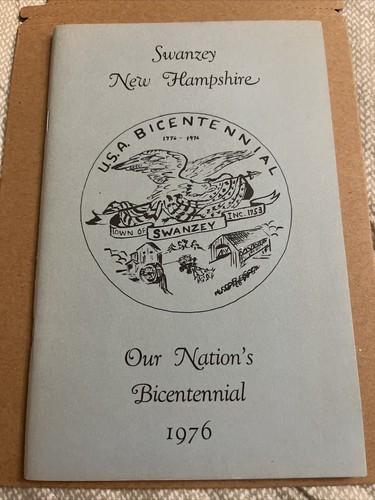 Swanzey
New Hampshire
U.S.A. BICENTENNIAL
1776 - 1976
TOWN OF SWANZEY INC. 1753
Our Nation's
Bicentennial
1976